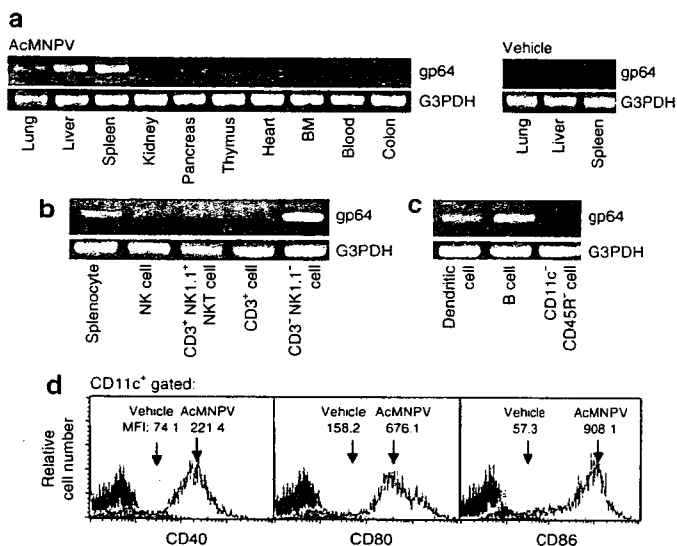 a
AcMNPV
gp64
G3PDH
Lung
Liver
Spleen
Kidney
Pancreas
Thymus
Heart
BM
Blood
Colon
Vehicle
gp64
G3PDH
Lung
Liver
Spleen
b
gp64
G3PDH
Splenocyte
NK cell
CD3⁺ NK1.1⁺
NKT cell
CD3⁺ cell
CD3⁻ NK1.1⁻
cell
c
gp64
G3PDH
Dendritic
cell
B cell
CD11c⁻
CD45R⁻ cell
d
CD11c⁺ gated:
Relative
cell number
Vehicle AcMNPV
MFI: 74 1 221 4
CD40
Vehicle AcMNPV
158.2 676.1
CD80
Vehicle AcMNPV
57.3 908 1
CD86